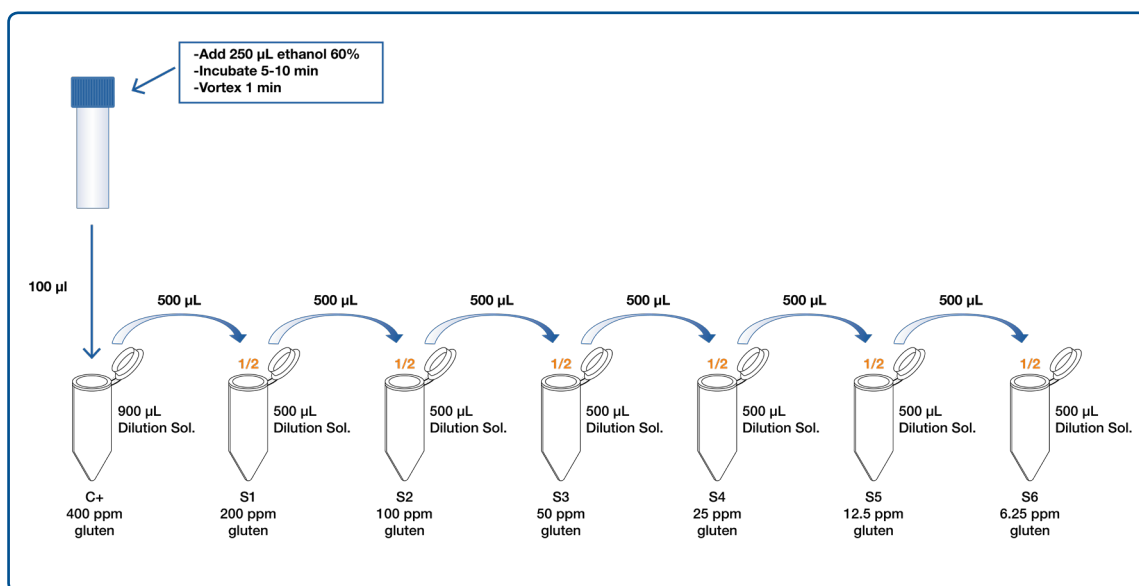 -Add 250 µL ethanol 60%
-Incubate 5-10 min
-Vortex 1 min
100 µl
500 µL
500 µL
500 µL
500 µL
500 µL
500 µL
1/2
1/2
1/2
1/2
1/2
1/2
900 µL
Dilution Sol.
500 µL
Dilution Sol.
500 µL
Dilution Sol.
500 µL
Dilution Sol.
500 µL
Dilution Sol.
500 µL
Dilution Sol.
500 µL
Dilution Sol.
C+
400 ppm
gluten
S1
200 ppm
gluten
S2
100 ppm
gluten
S3
50 ppm
gluten
S4
25 ppm
gluten
S5
12.5 ppm
gluten
S6
6.25 ppm
gluten